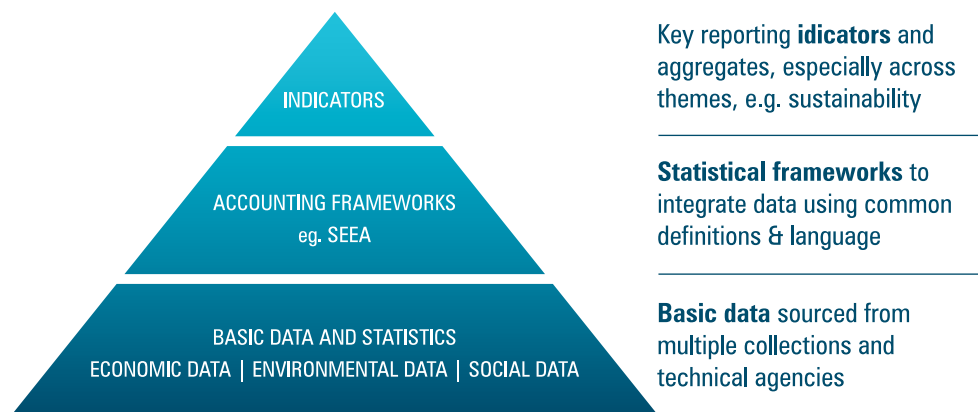 INDICATORS
Key reporting idicators and
aggregates, especially across
themes, e.g. sustainability
ACCOUNTING FRAMEWORKS
eg. SEEA
Statistical frameworks to
integrate data using common
definitions & language
BASIC DATA AND STATISTICS
ECONOMIC DATA | ENVIRONMENTAL DATA | SOCIAL DATA
Basic data sourced from
multiple collections and
technical agencies